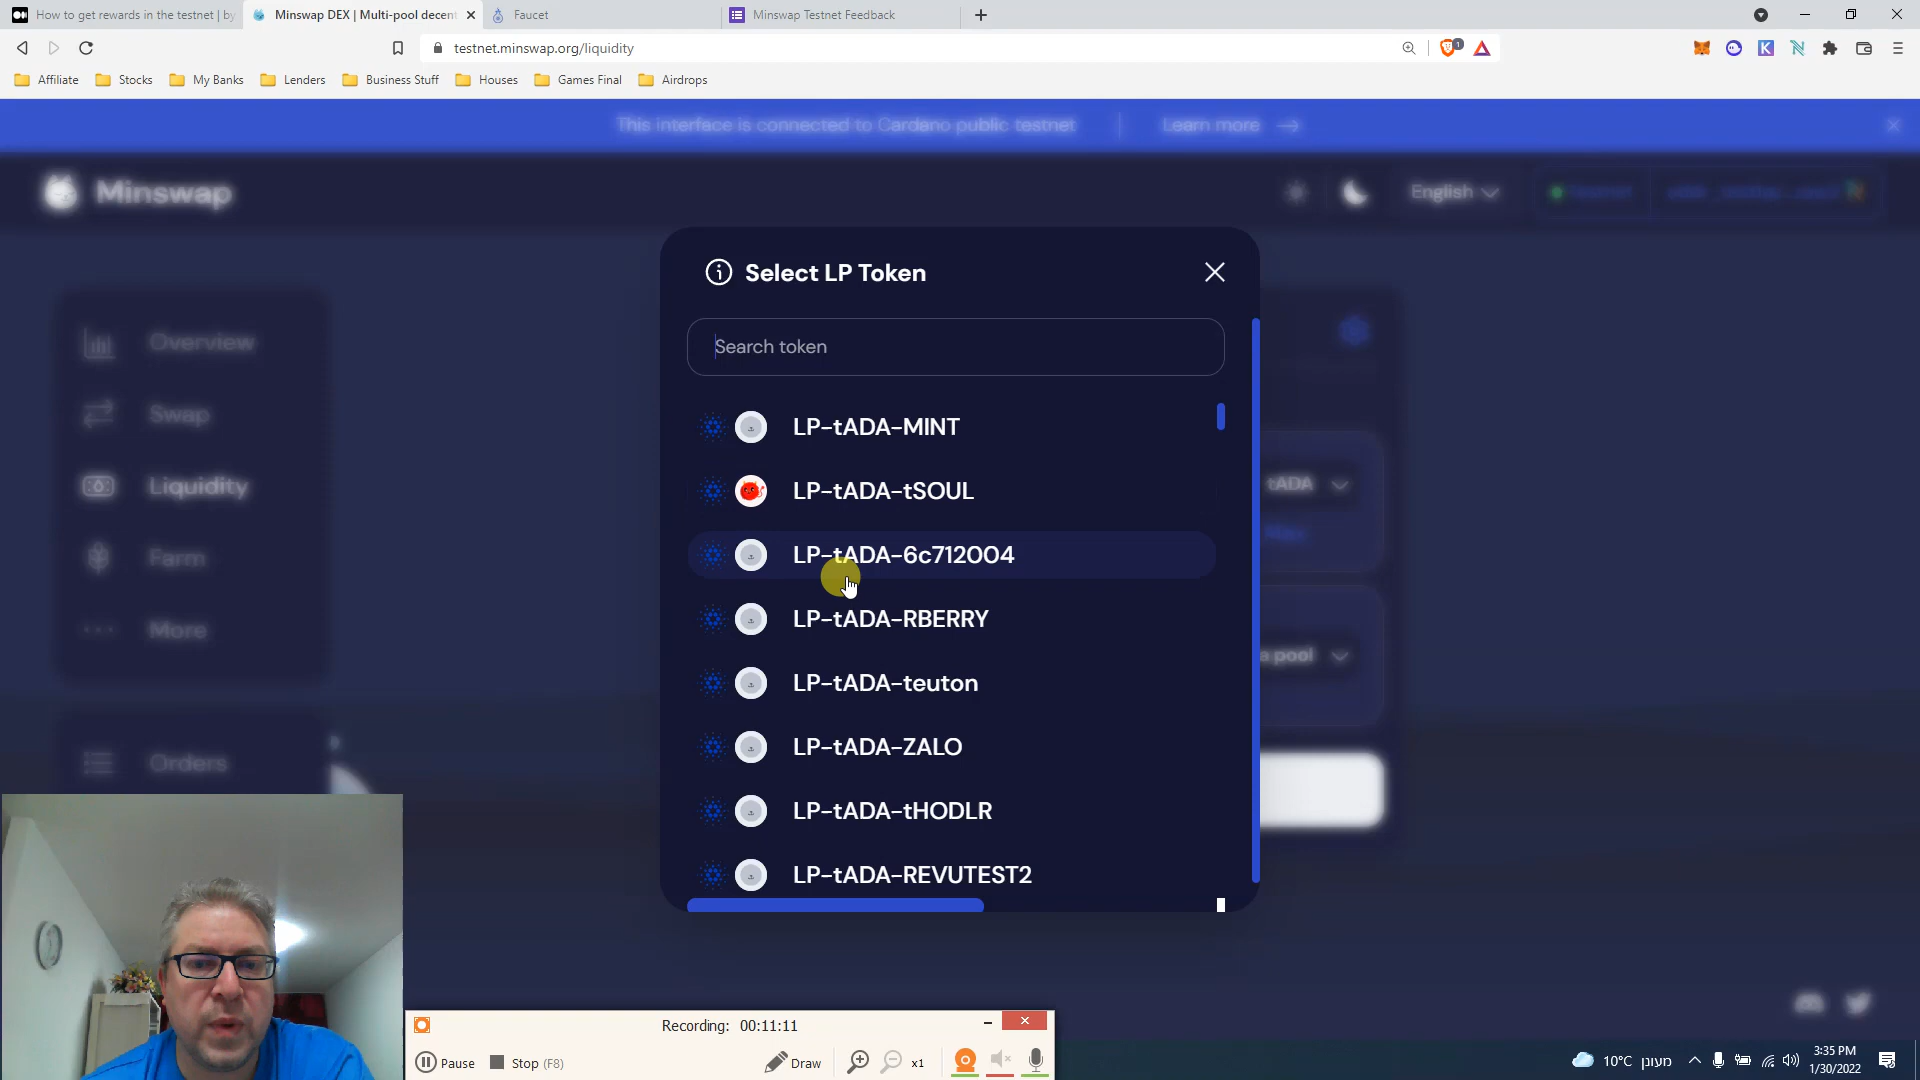 How to get rewards in the testnet | by
Minswap DEX | Multi-pool decent
Faucet
Minswap Testnet Feedback
testnet.minswap.org/liquidity
1
Affiliate
Stocks
My Banks
Lenders
Business Stuff
Houses
Games Final
Airdrops
This interface is connected to Cardano public testnet
Learn more
Minswap
English
testnet
Select LP Token
Search token
LP-tADA-MINT
LP-tADA-tSOUL
LP-tADA-6c712004
LP-tADA-RBERRY
LP-tADA-teuton
LP-tADA-ZALO
LP-tADA-tHODLR
LP-tADA-REVUTEST2
Overview
Swap
Liquidity
Farm
More
Orders
tADA
Max
a pool
Recording: 00:11:11
Pause
Stop (F8)
Draw
x1
10°C
מעונן
3:35 PM
1/30/2022